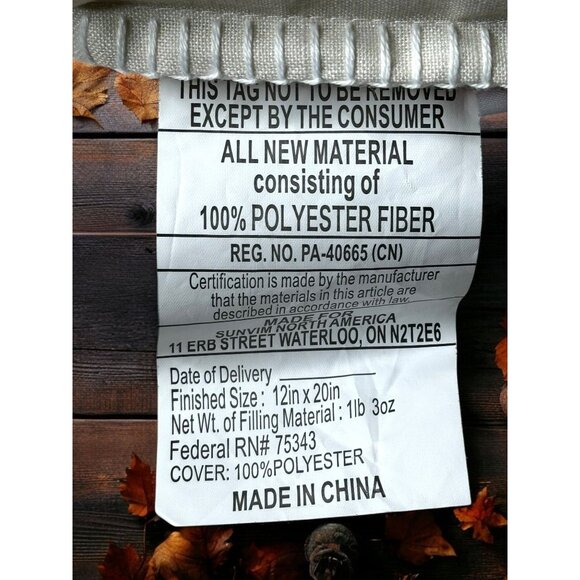 THIS TAG NOT TO BE REMOVED
EXCEPT BY THE CONSUMER
ALL NEW MATERIAL
consisting of
100% POLYESTER FIBER
REG. NO. PA-40665 (CN)
Certification is made by the manufacturer
that the materials in this article are
described in accordance with law.
MADE FOR
SUNVIM NORTH AMERICA
11 ERB STREET WATERLOO, ON N2T2E6
Date of Delivery
Finished Size : 12in x 20in
Net Wt. of Filling Material : 1lb 3oz
Federal RN# 75343
COVER: 100%POLYESTER
MADE IN CHINA